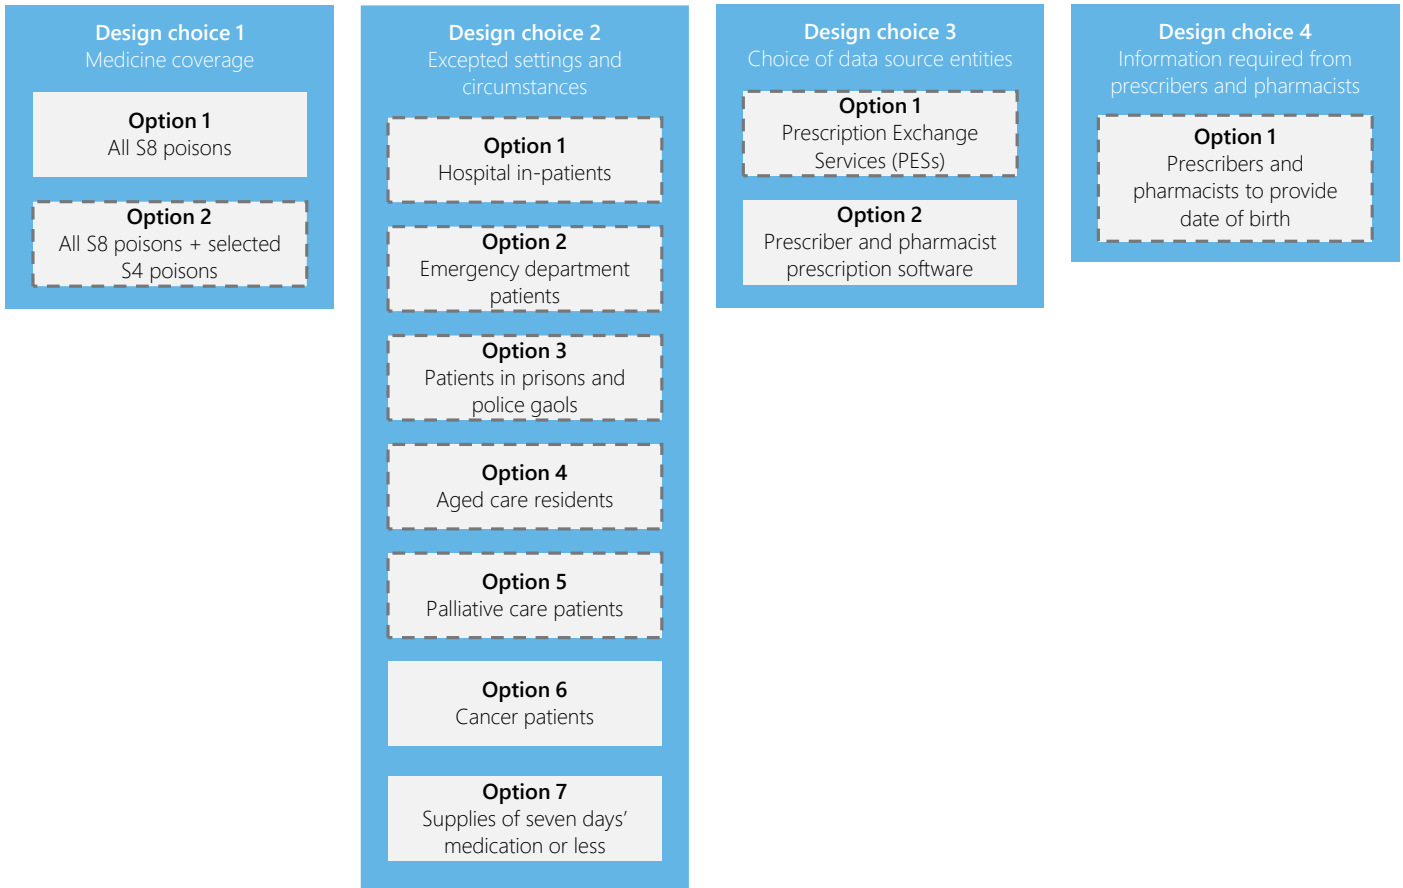 Design choice 1
Medicine coverage
Option 1
All S8 poisons
Option 2
All S8 poisons + selected
S4 poisons
Design choice 2
Excepted settings and
circumstances
Option 1
Hospital in-patients
Option 2
Emergency department
patients
Option 3
Patients in prisons and
police gaols
Option 4
Aged care residents
Option 5
Palliative care patients
Option 6
Cancer patients
Option 7
Supplies of seven days’
medication or less
Design choice 3
Choice of data source entities
Option 1
Prescription Exchange
Services (PESs)
Option 2
Prescriber and pharmacist
prescription software
Design choice 4
Information required from
prescribers and pharmacists
Option 1
Prescribers and
pharmacists to provide
date of birth